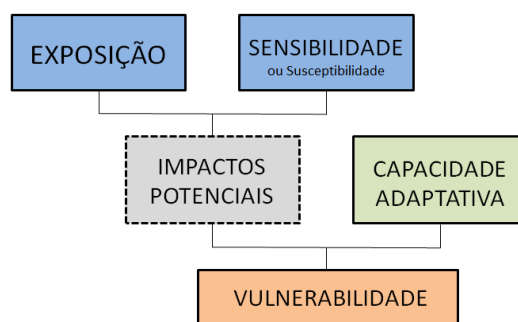 EXPOSIÇÃO
SENSIBILIDADE
ou Susceptibilidade
IMPACTOS
POTENCIAIS
CAPACIDADE
ADAPTATIVA
VULNERABILIDADE